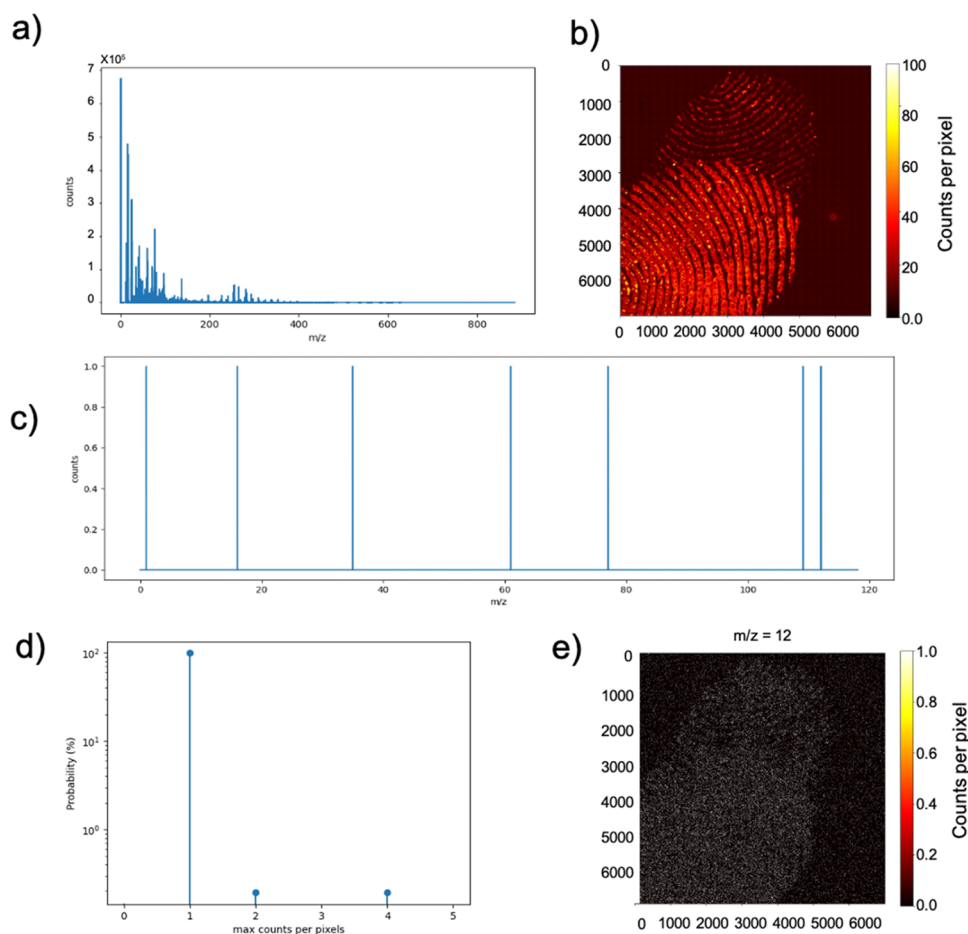 a)
X10⁵
7
6
5
4
3
2
1
0
counts
0 200 400 600 800
m/z
b)
0
1000
2000
3000
4000
5000
6000
0 1000 2000 3000 4000 5000 6000
100
80
60
40
20
0.0
Counts per pixel
c)
1.0
0.8
0.6
0.4
0.2
0.0
counts
0 20 40 60 80 100 120
m/z
d)
10²
10¹
10⁰
Probability (%)
0 1 2 3 4 5
max counts per pixels
e)
m/z = 12
0
1000
2000
3000
4000
5000
6000
0 1000 2000 3000 4000 5000 6000
1.0
0.8
0.6
0.4
0.2
0.0
Counts per pixel